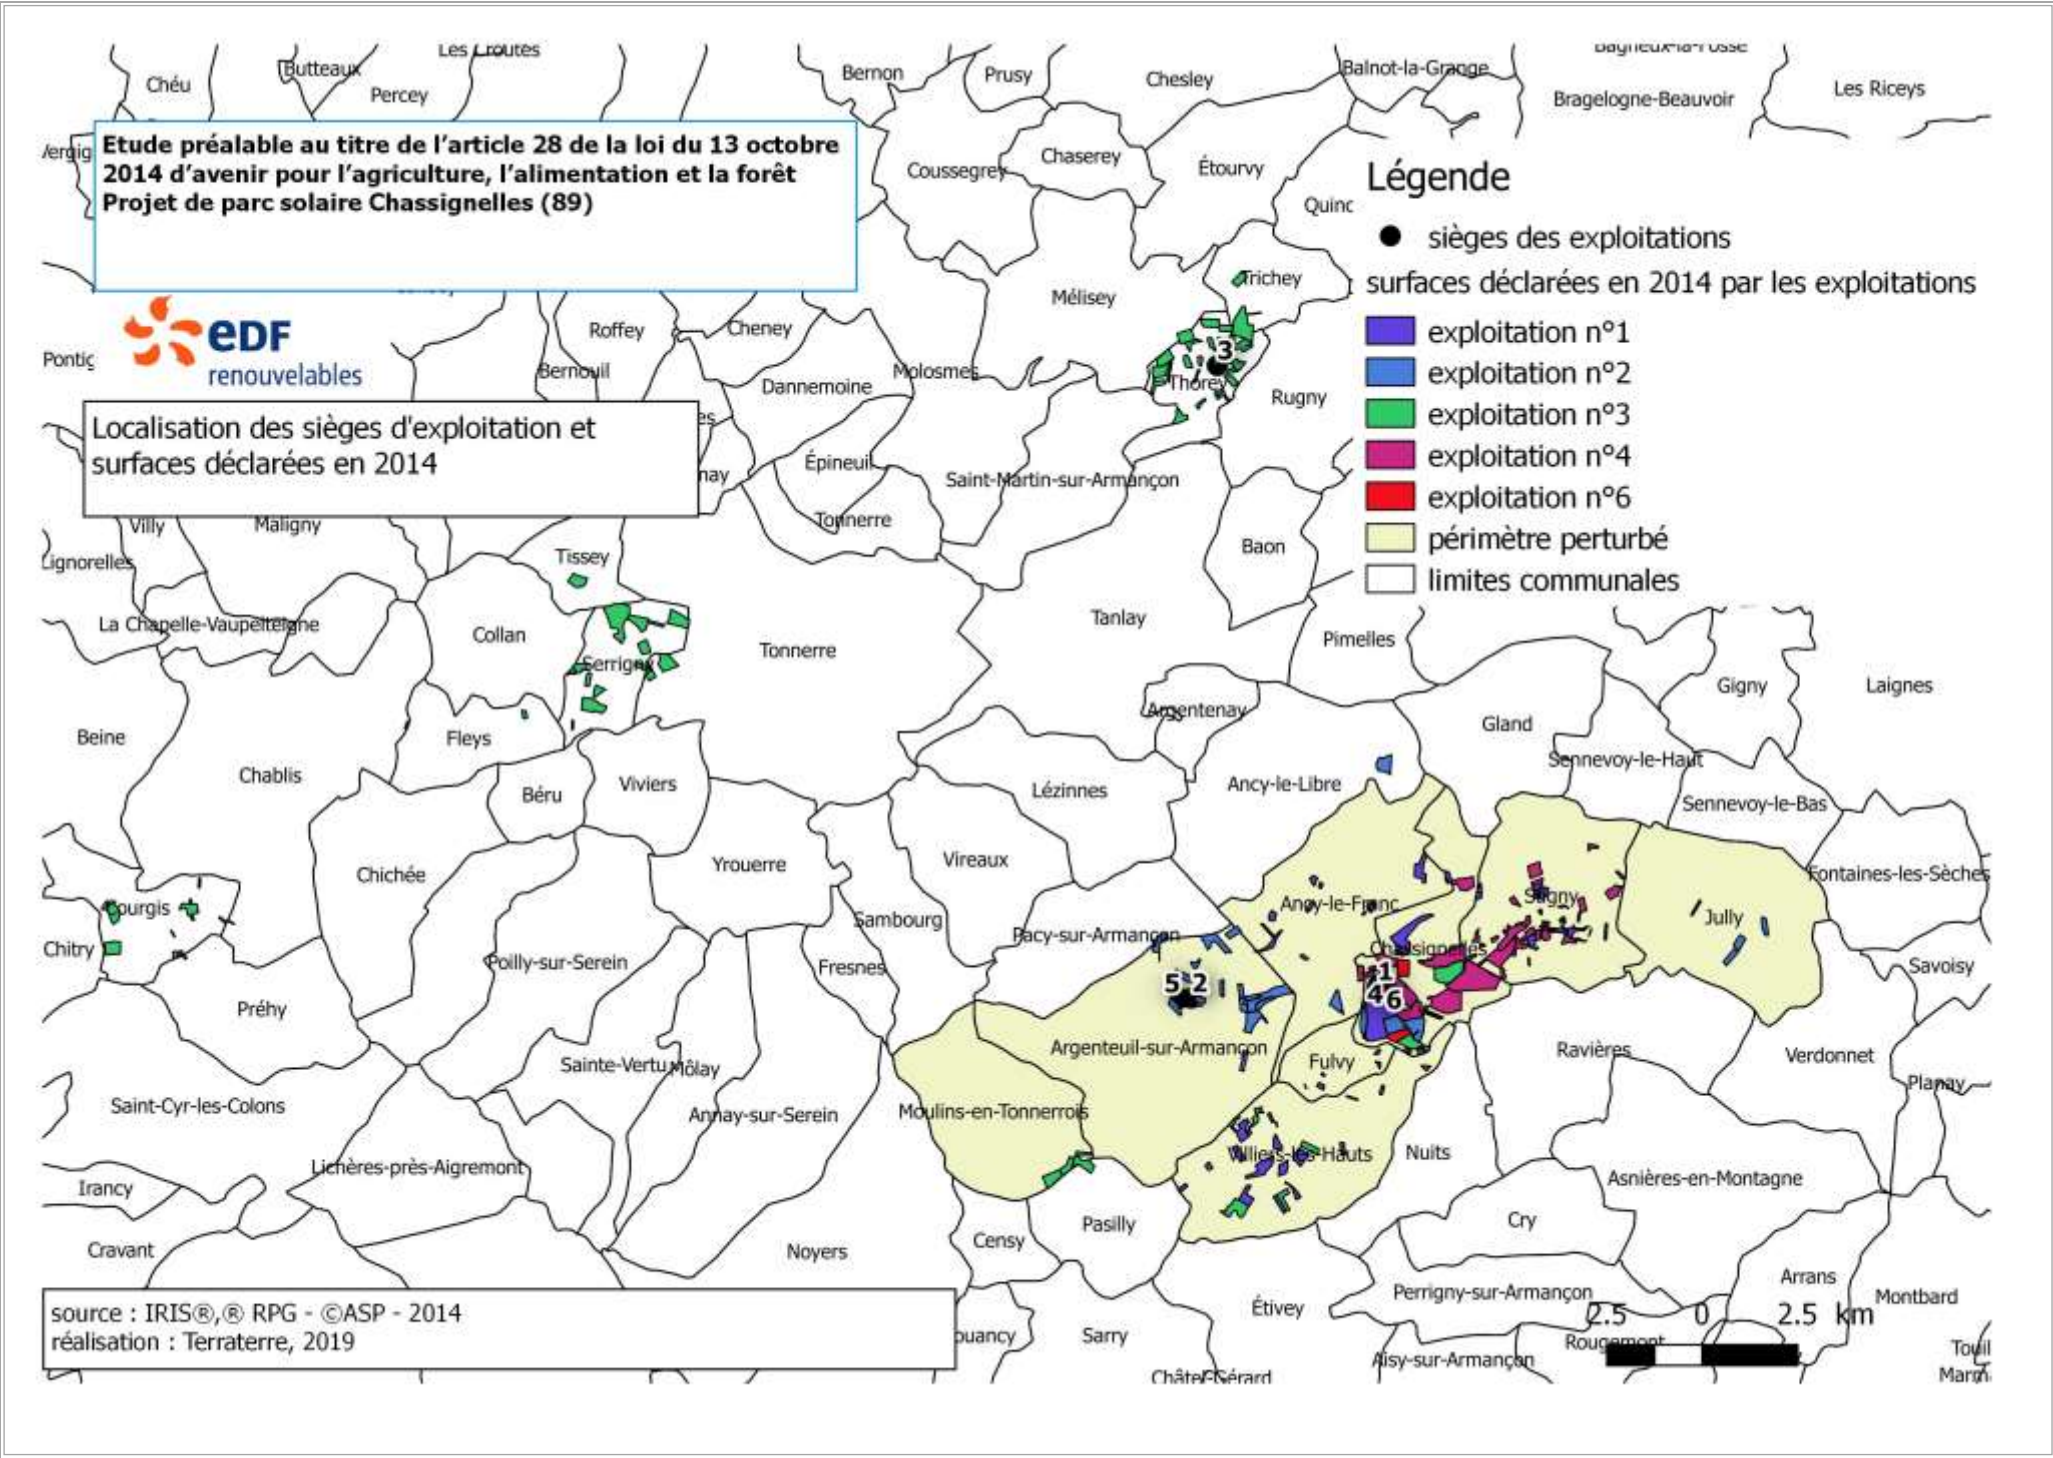 Les Croûtes
Butteaux
Chéu
Percey
Bernon
Prusy
Chesley
Balnot-la-Grange
Bragelogne-Beauvoir
Les Riceys
Etude préalable au titre de l'article 28 de la loi du 13 octobre
2014 d'avenir pour l'agriculture, l'alimentation et la forêt
Projet de parc solaire Chassignelles (89)
Coussegrey
Chaserey
Étourvy
Légende
sièges des exploitations
surfaces déclarées en 2014 par les exploitations
exploitation n°1
exploitation n°2
exploitation n°3
exploitation n°4
exploitation n°6
périmètre perturbé
limites communales
Trichey
Mélisey
eDF
renouvelables
Roffey
Cheney
Bernouil
Dannemoine
Molosmes
3
Thorey
Rugny
Localisation des sièges d'exploitation et
surfaces déclarées en 2014
Épineuil
Saint-Martin-sur-Armançon
Tonnerre
Villy
Maligny
Lignorelles
Tissey
Baon
La Chapelle-Vaupelteigne
Collan
Serrigny
Tonnerre
Tanlay
Pimelles
Gigny
Laignes
Argentenay
Gland
Beine
Fleys
Chablis
Béru
Viviers
Lézinnes
Ancy-le-Libre
Sennevoy-le-Haut
Sennevoy-le-Bas
Chichée
Yrouerre
Vireaux
Fontaines-les-Sèches
Courgis
Sambourg
Ancy-le-Franc
Stigny
Jully
Chitry
Pacy-sur-Armançon
Chassignelles
Poilly-sur-Serein
Fresnes
Savoisy
5 2
1
4 6
Préhy
Argenteuil-sur-Armançon
Fulvy
Ravières
Verdonnet
Sainte-Vertu
Môlay
Planay
Saint-Cyr-les-Colons
Annay-sur-Serein
Moulins-en-Tonnerrois
Lichères-près-Aigremont
Villiers-les-Hauts
Nuits
Asnières-en-Montagne
Irancy
Pasilly
Cry
Cravant
Noyers
Censy
Arrans
Étivey
Perrigny-sur-Armançon
Montbard
2.5 0 2.5 km
source : IRIS®,® RPG - ©ASP - 2014
réalisation : Terraterre, 2019
Sarry
Rougemont
Aisy-sur-Armançon
Châtel-Gérard